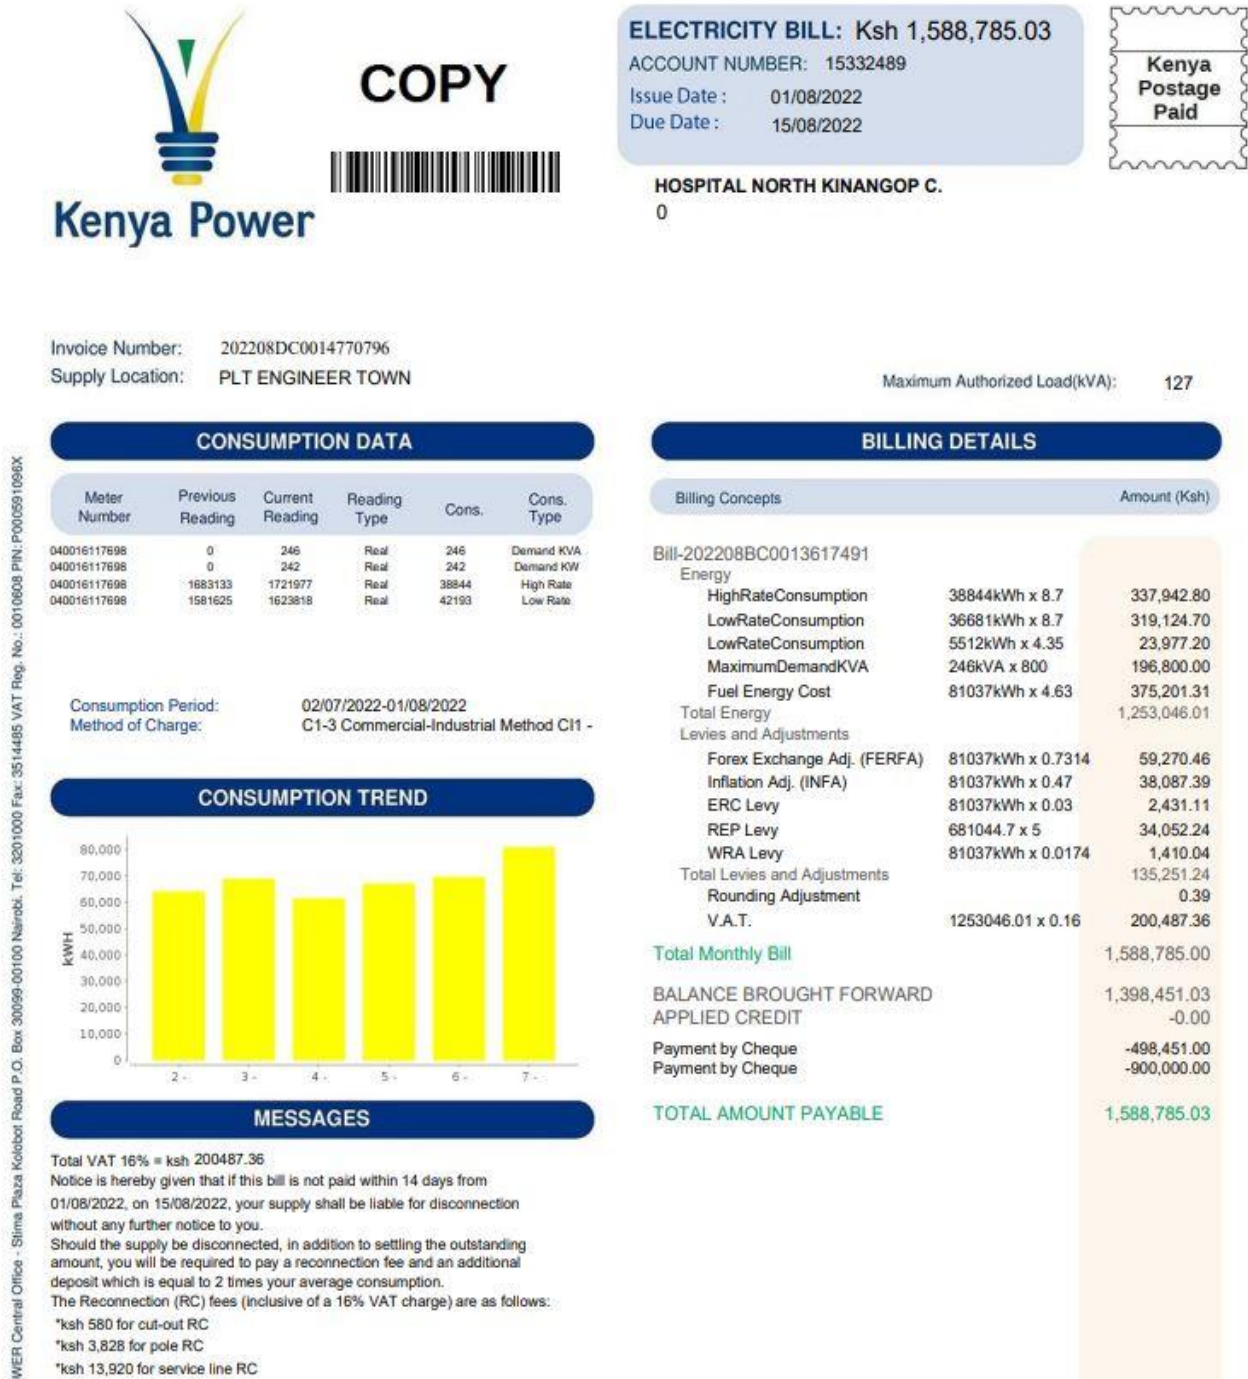 COPY
Kenya Power
ELECTRICITY BILL: Ksh 1,588,785.03
ACCOUNT NUMBER: 15332489
Issue Date : 01/08/2022
Due Date : 15/08/2022
Kenya
Postage
Paid
HOSPITAL NORTH KINANGOP C.
0
Invoice Number: 202208DC0014770796
Supply Location: PLT ENGINEER TOWN
Maximum Authorized Load(kVA): 127
CONSUMPTION DATA
Meter Number Previous Reading Current Reading Reading Type Cons. Cons. Type
040016117698 0 246 Real 246 Demand KVA
040016117698 0 242 Real 242 Demand KW
040016117698 1683133 1721977 Real 38844 High Rate
040016117698 1581625 1623818 Real 42193 Low Rate
Consumption Period: 02/07/2022-01/08/2022
Method of Charge: C1-3 Commercial-Industrial Method CI1 -
CONSUMPTION TREND
kWH
80,000
70,000
60,000
50,000
40,000
30,000
20,000
10,000
0
2 - 3 - 4 - 5 - 6 - 7 -
MESSAGES
Total VAT 16% = ksh 200487.36
Notice is hereby given that if this bill is not paid within 14 days from
01/08/2022, on 15/08/2022, your supply shall be liable for disconnection
without any further notice to you.
Should the supply be disconnected, in addition to settling the outstanding
amount, you will be required to pay a reconnection fee and an additional
deposit which is equal to 2 times your average consumption.
The Reconnection (RC) fees (inclusive of a 16% VAT charge) are as follows:
*ksh 580 for cut-out RC
*ksh 3,828 for pole RC
*ksh 13,920 for service line RC
BILLING DETAILS
Billing Concepts Amount (Ksh)
Bill-202208BC0013617491
Energy
HighRateConsumption 38844kWh x 8.7 337,942.80
LowRateConsumption 36681kWh x 8.7 319,124.70
LowRateConsumption 5512kWh x 4.35 23,977.20
MaximumDemandKVA 246kVA x 800 196,800.00
Fuel Energy Cost 81037kWh x 4.63 375,201.31
Total Energy 1,253,046.01
Levies and Adjustments
Forex Exchange Adj. (FERFA) 81037kWh x 0.7314 59,270.46
Inflation Adj. (INFA) 81037kWh x 0.47 38,087.39
ERC Levy 81037kWh x 0.03 2,431.11
REP Levy 681044.7 x 5 34,052.24
WRA Levy 81037kWh x 0.0174 1,410.04
Total Levies and Adjustments 135,251.24
Rounding Adjustment 0.39
V.A.T. 1253046.01 x 0.16 200,487.36
Total Monthly Bill 1,588,785.00
BALANCE BROUGHT FORWARD 1,398,451.03
APPLIED CREDIT -0.00
Payment by Cheque -498,451.00
Payment by Cheque -900,000.00
TOTAL AMOUNT PAYABLE 1,588,785.03
WER Central Office - Stima Plaza Kolobot Road P.O. Box 30099-00100 Nairobi. Tel: 3201000 Fax: 3514485 VAT Reg. No.: 0010608 PIN: P000591096X